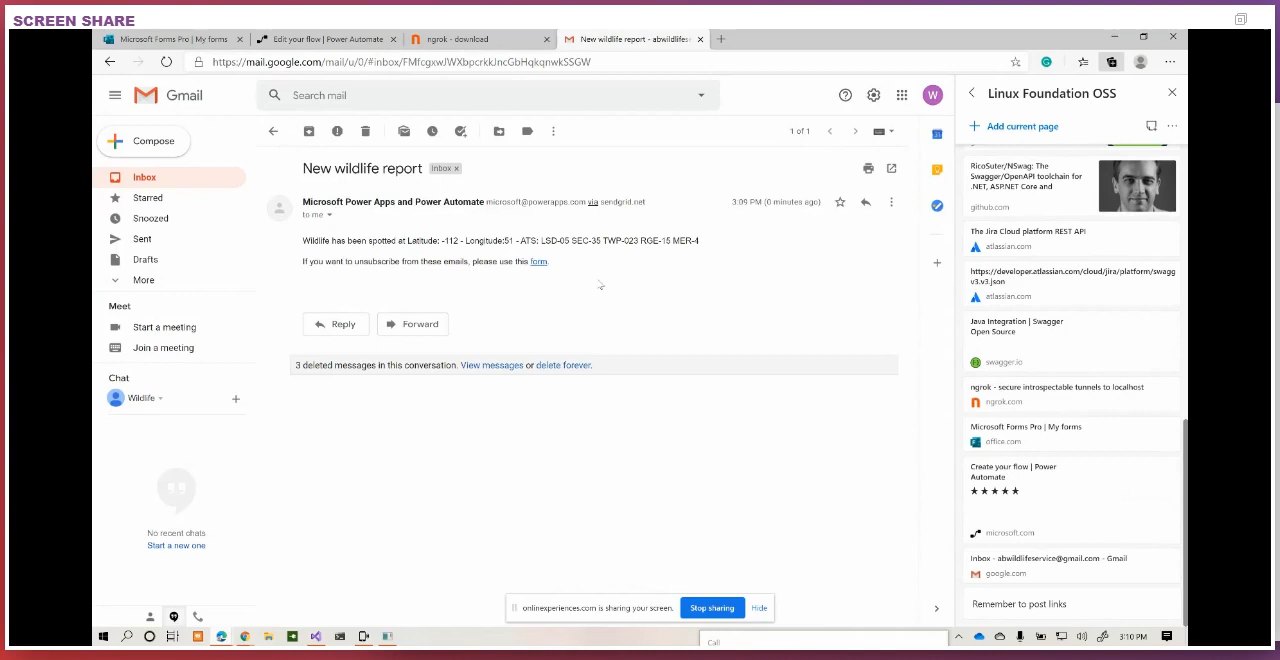 SCREEN SHARE
Microsoft Forms Pro | My forms
Edit your flow | Power Automate
ngrok - download
New wildlife report - abwildlifes
https://mail.google.com/mail/u/0/#inbox/FMfcgxwJWXbpcrkkJncGbHqkqnwkSSGW
Gmail
Search mail
W
Linux Foundation OSS
Add current page
Compose
1 of 1
Inbox
Starred
Snoozed
Sent
Drafts
More
Meet
Start a meeting
Join a meeting
Chat
Wildlife
No recent chats
Start a new one
New wildlife report
Inbox
Microsoft Power Apps and Power Automate microsoft@powerapps.com via sendgrid.net
3:09 PM (0 minutes ago)
to me
Wildlife has been spotted at Latitude: -112 - Longitude:51 - ATS: LSD-05 SEC-35 TWP-023 RGE-15 MER-4
If you want to unsubscribe from these emails, please use this form.
Reply
Forward
3 deleted messages in this conversation. View messages or delete forever.
RicoSuter/NSwag: The
Swagger/OpenAPI toolchain for
.NET, ASP.NET Core and
github.com
The Jira Cloud platform REST API
atlassian.com
https://developer.atlassian.com/cloud/jira/platform/swagg
v3.v3.json
atlassian.com
Java Integration | Swagger
Open Source
swagger.io
ngrok - secure introspectable tunnels to localhost
ngrok.com
Microsoft Forms Pro | My forms
office.com
Create your flow | Power
Automate
★★★★★
microsoft.com
Inbox - abwildlifeservice@gmail.com - Gmail
google.com
Remember to post links
onlinexperiences.com is sharing your screen.
Stop sharing
Hide
Call
3:10 PM